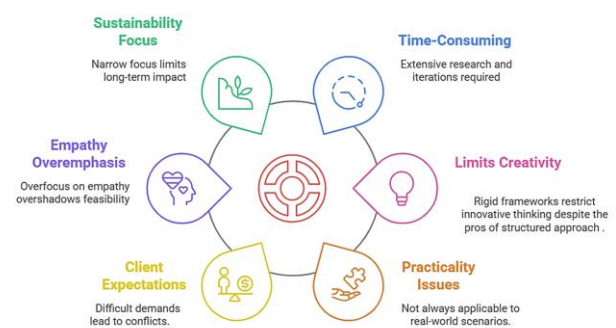 Sustainability
Focus
Narrow focus limits
long-term impact
Time-Consuming
Extensive research and
iterations required
Empathy
Overemphasis
Overfocus on empathy
overshadows feasibility
Limits Creativity
Rigid frameworks restrict
innovative thinking despite the
pros of structured approach .
Client
Expectations
Difficult demands
lead to conflicts.
Practicality
Issues
Not always applicable to
real-world scenarios.
$